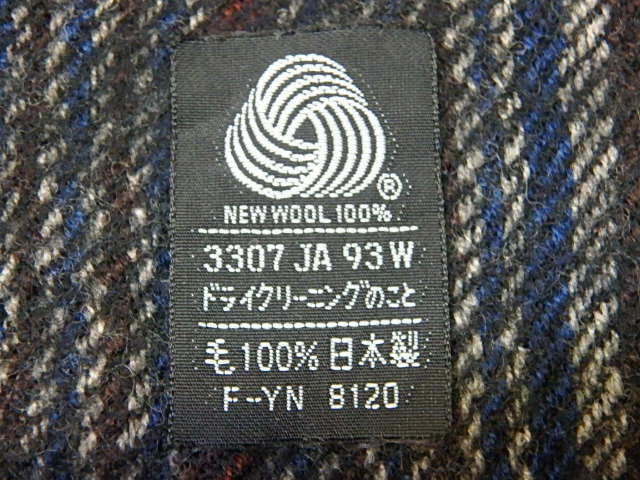 ®
NEW WOOL 100%
3307 JA 93 W
ドライクリーニングのこと
毛100% 日本製
F-YN 8120